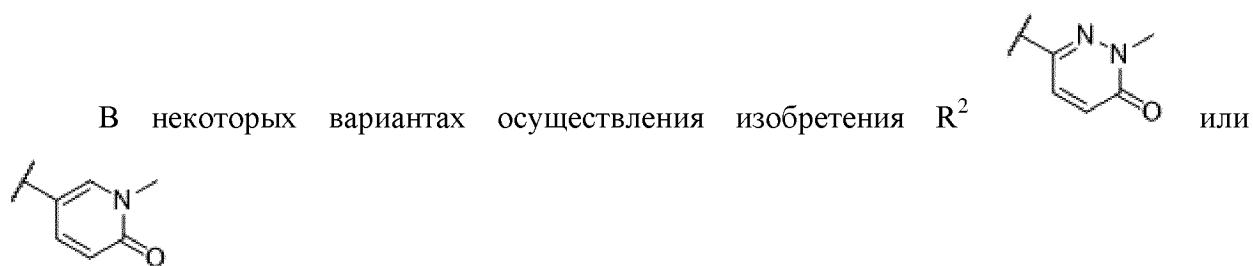 В некоторых вариантах осуществления изобретения R² N N O или
N O